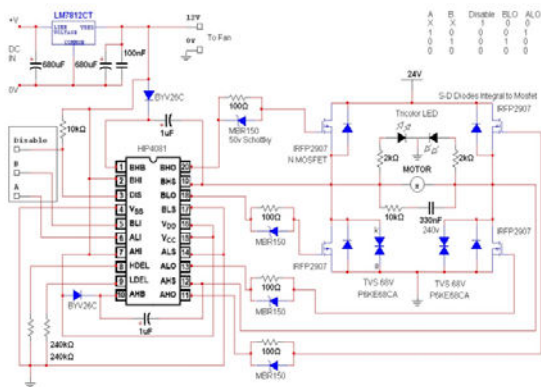 LM7812CT
+V
LINE VOLTAGE
COMMON
12V
To Fan
0V
DC IN
680uF
680uF
100nF
0V
A B Disable BLO ALO
X X 1 0 0
1 0 0 0 1
0 1 0 1 0
0 0 0 0 0
24V
S-D Diodes Integral to Mosfet
IRFP2907
BYV26C
1uF
100Ω
MBR150
50v Schottky
IRFP2907
N.MOSFET
Tricolor LED
2kΩ
2kΩ
MOTOR
10kΩ
330nF
240v
Disable
B
A
10kΩ
HIP4081
1 BHB BHO 20
2 BHI BHS 19
3 DIS BLO 18
4 VSS BLS 17
5 BLI VDD 16
6 ALI VCC 15
7 AHI ALS 14
8 HDEL ALO 13
9 LDEL AHS 12
10 AHB AHO 11
100Ω
MBR150
IRFP2907
IRFP2907
K
a
TVS 68V
P6KE68CA
TVS 68V
P6KE68CA
100Ω
MBR150
BYV26C
1uF
240kΩ
240kΩ
100Ω
MBR150